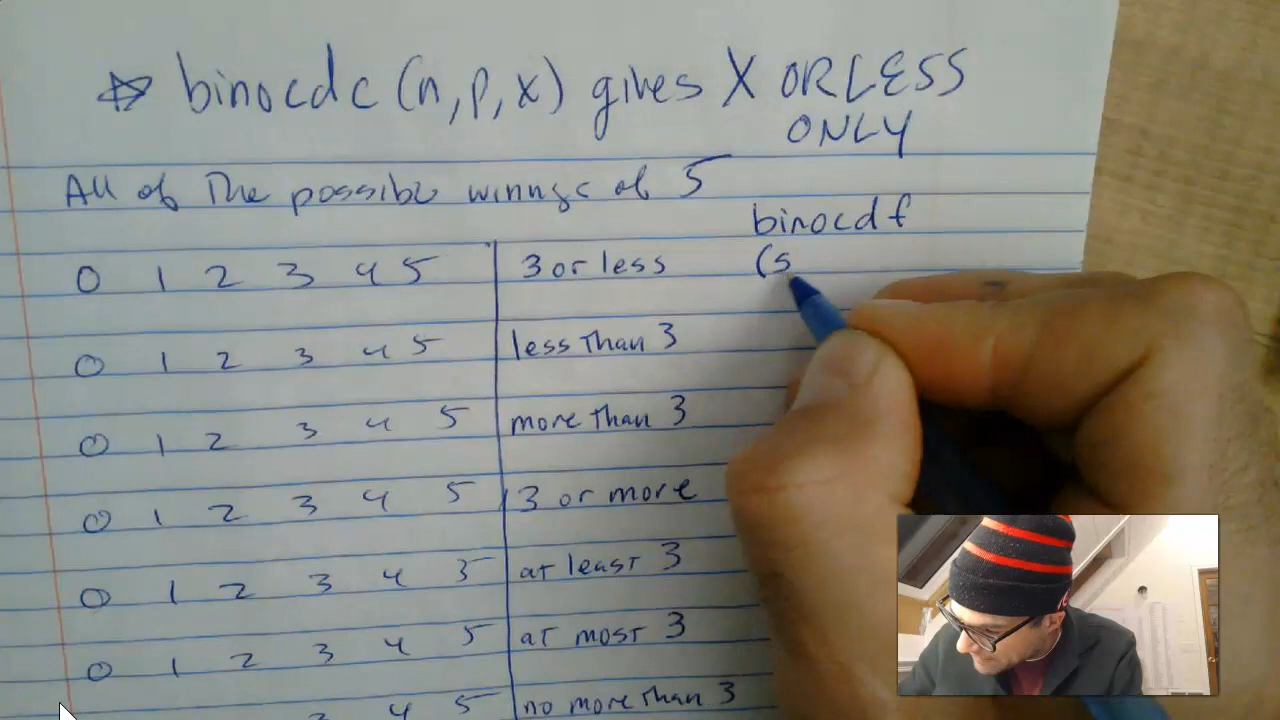 ☆ binocdc (n, p, x) gives X OR LESS
ONLY
All of The possible winngs of 5
binocdf
0 1 2 3 4 5 3 or less (5
0 1 2 3 4 5 less Than 3
0 1 2 3 4 5 more Than 3
0 1 2 3 4 5 3 or more
0 1 2 3 4 5 at least 3
0 1 2 3 4 5 at most 3
3 4 5 no more Than 3